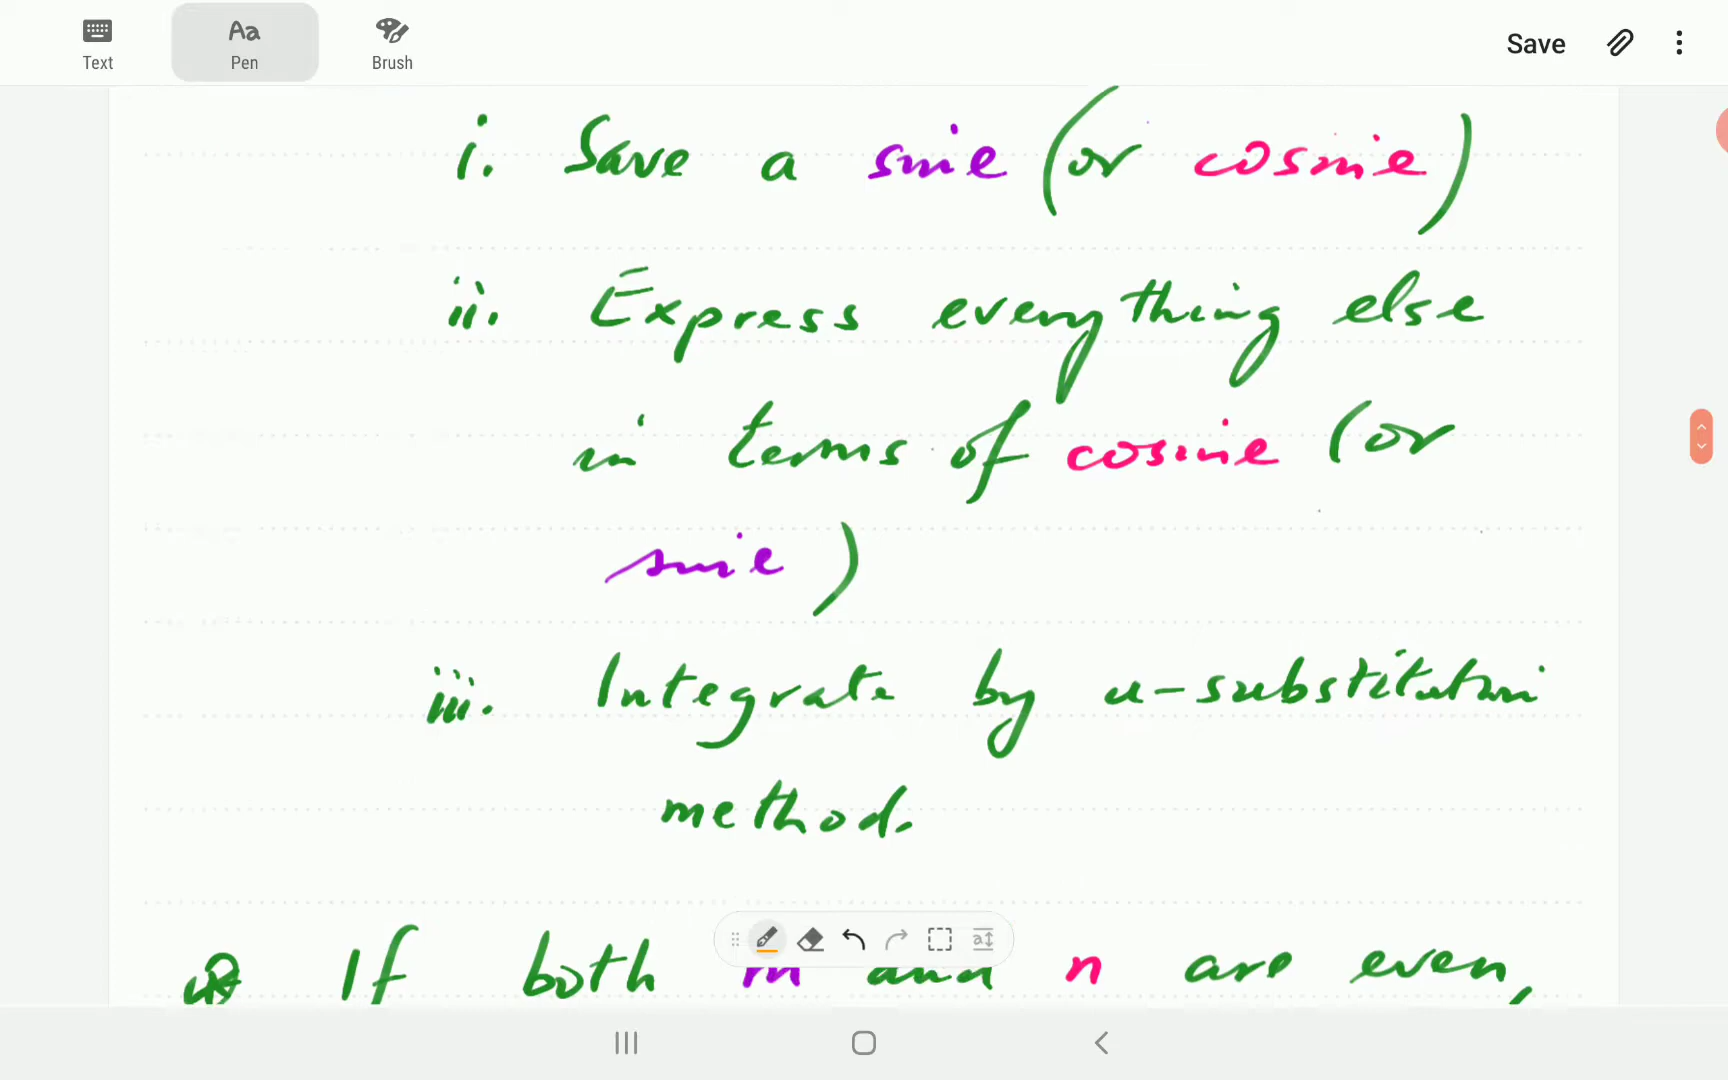 Text
Aa
Pen
Brush
Save
i. Save a sine (or cosine)
ii. Express everything else
in terms of cosine (or
sine)
iii. Integrate by u-substitution
method.
If both m and n are even,